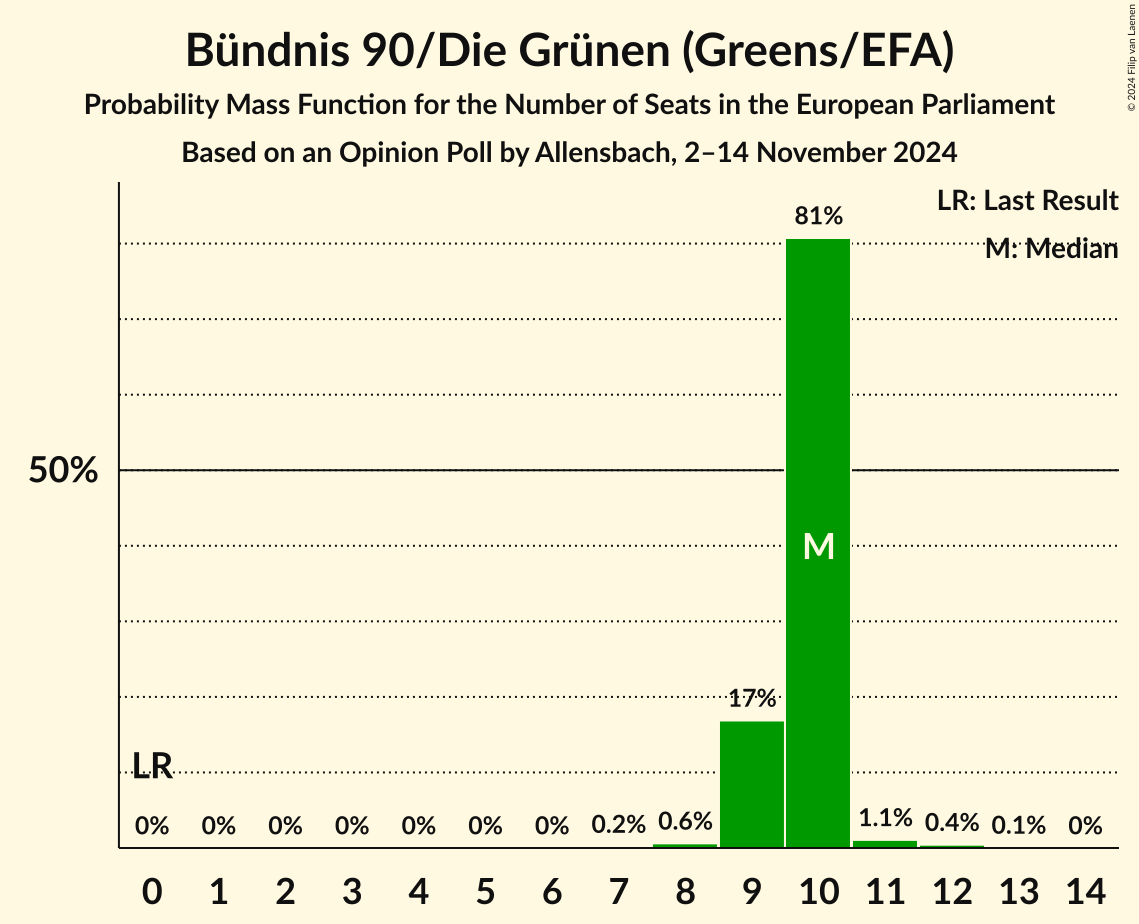 Bündnis 90/Die Grünen (Greens/EFA)
Probability Mass Function for the Number of Seats in the European Parliament
Based on an Opinion Poll by Allensbach, 2–14 November 2024
© 2024 Filip van Laenen
LR: Last Result
M: Median
81%
50%
M
17%
LR
0% 0% 0% 0% 0% 0% 0% 0.2% 0.6% 1.1% 0.4% 0.1% 0%
0 1 2 3 4 5 6 7 8 9 10 11 12 13 14